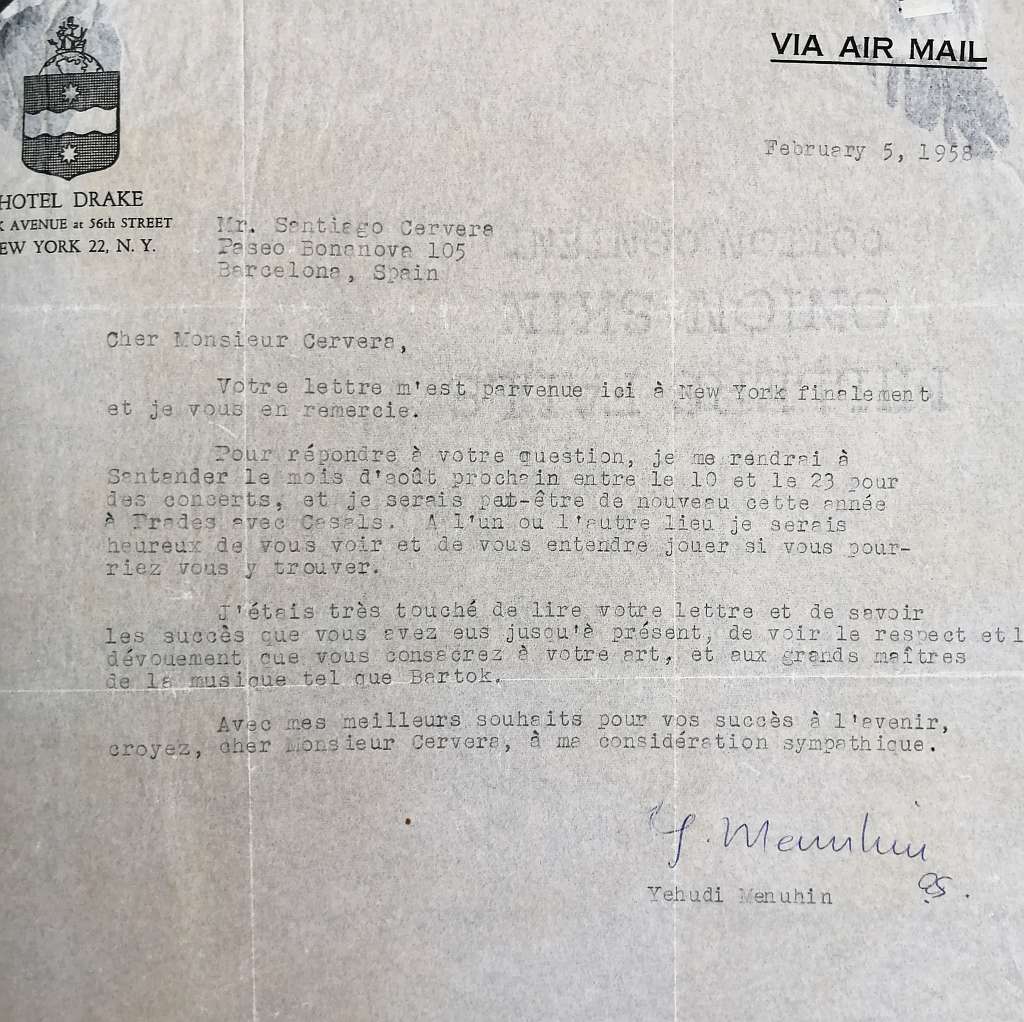 VIA AIR MAIL
February 5, 1958
HOTEL DRAKE
AVENUE at 56th STREET
NEW YORK 22, N. Y.
Mr. Santiago Cervera
Paseo Bonanova 105
Barcelona, Spain
Cher Monsieur Cervera,
Votre lettre m'est parvenue ici à New York finalement
et je vous en remercie.
Pour répondre à votre question, je me rendrai à
Santander le mois d'août prochain entre le 10 et le 23 pour
des concerts, et je serais peut-être de nouveau cette année
à Prades avec Casals. A l'un ou l'autre lieu je serais
heureux de vous voir et de vous entendre jouer si vous pour-
riez vous y trouver.
J'étais très touché de lire votre lettre et de savoir
les succès que vous avez eus jusqu'à présent, de voir le respect et l
dévouement que vous consacrez à votre art, et aux grands maîtres
de la musique tel que Bartok.
Avec mes meilleurs souhaits pour vos succès à l'avenir,
croyez, cher Monsieur Cervera, à ma considération sympathique.
Y. Menuhin
Yehudi Menuhin